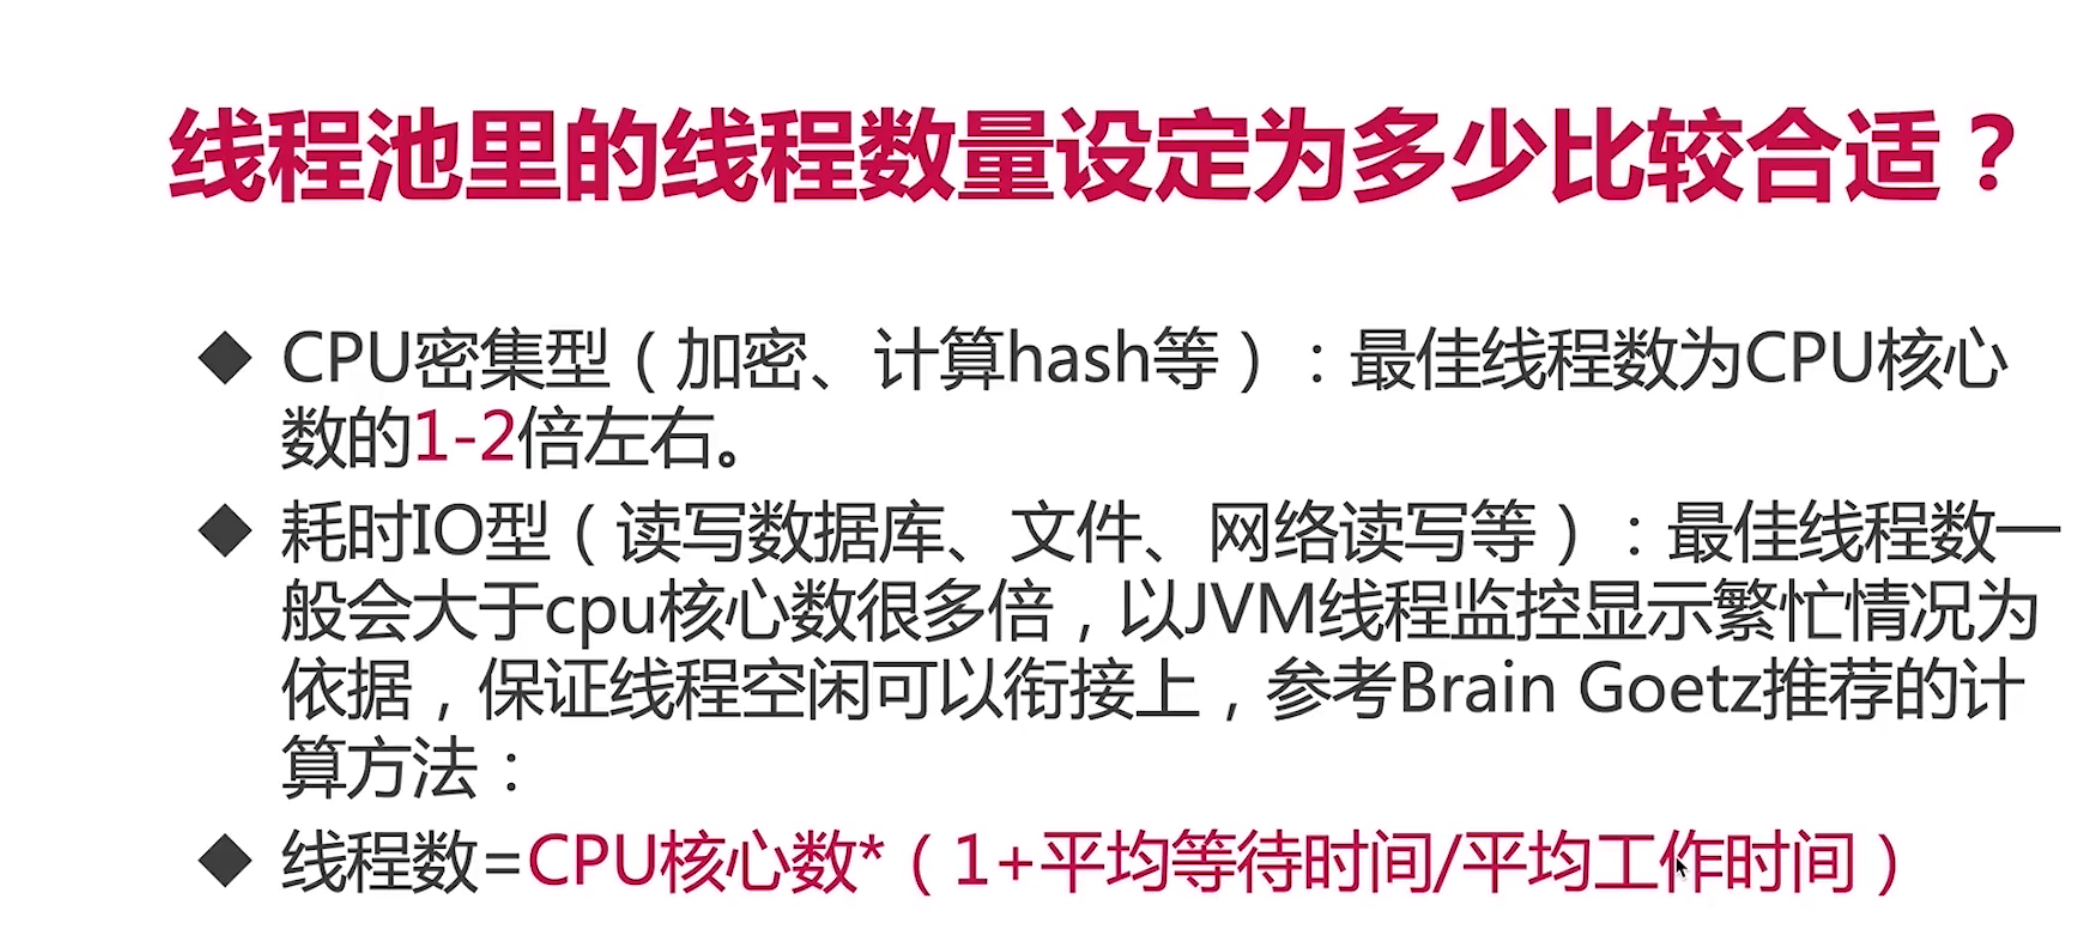 线程池里的线程数量设定为多少比较合适？
◆ CPU密集型（加密、计算hash等）：最佳线程数为CPU核心
数的1-2倍左右。
◆ 耗时IO型（读写数据库、文件、网络读写等）：最佳线程数一
般会大于cpu核心数很多倍，以JVM线程监控显示繁忙情况为
依据，保证线程空闲可以衔接上，参考Brain Goetz推荐的计
算方法：
◆ 线程数=CPU核心数*（1+平均等待时间/平均工作时间）